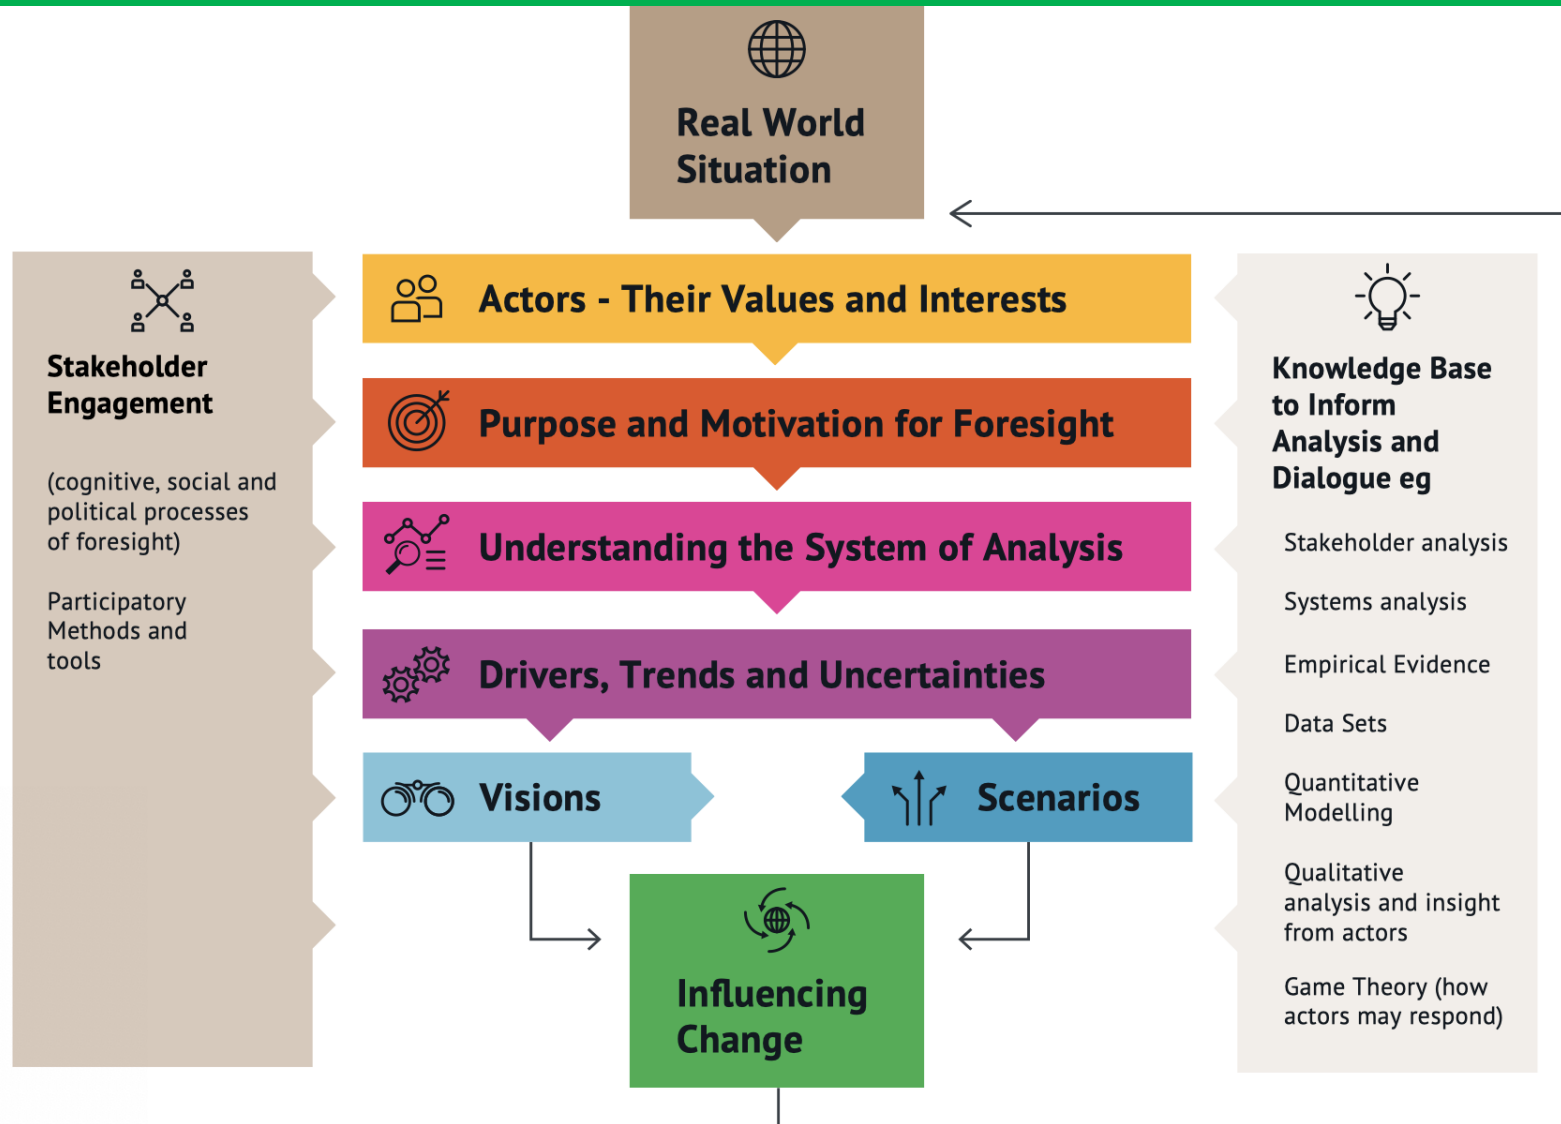 Real World
Situation
Actors - Their Values and Interests
Purpose and Motivation for Foresight
Understanding the System of Analysis
Drivers, Trends and Uncertainties
Visions
Scenarios
Influencing
Change
Stakeholder
Engagement
(cognitive, social and
political processes
of foresight)
Participatory
Methods and
tools
Knowledge Base
to Inform
Analysis and
Dialogue eg
Stakeholder analysis
Systems analysis
Empirical Evidence
Data Sets
Quantitative
Modelling
Qualitative
analysis and insight
from actors
Game Theory (how
actors may respond)